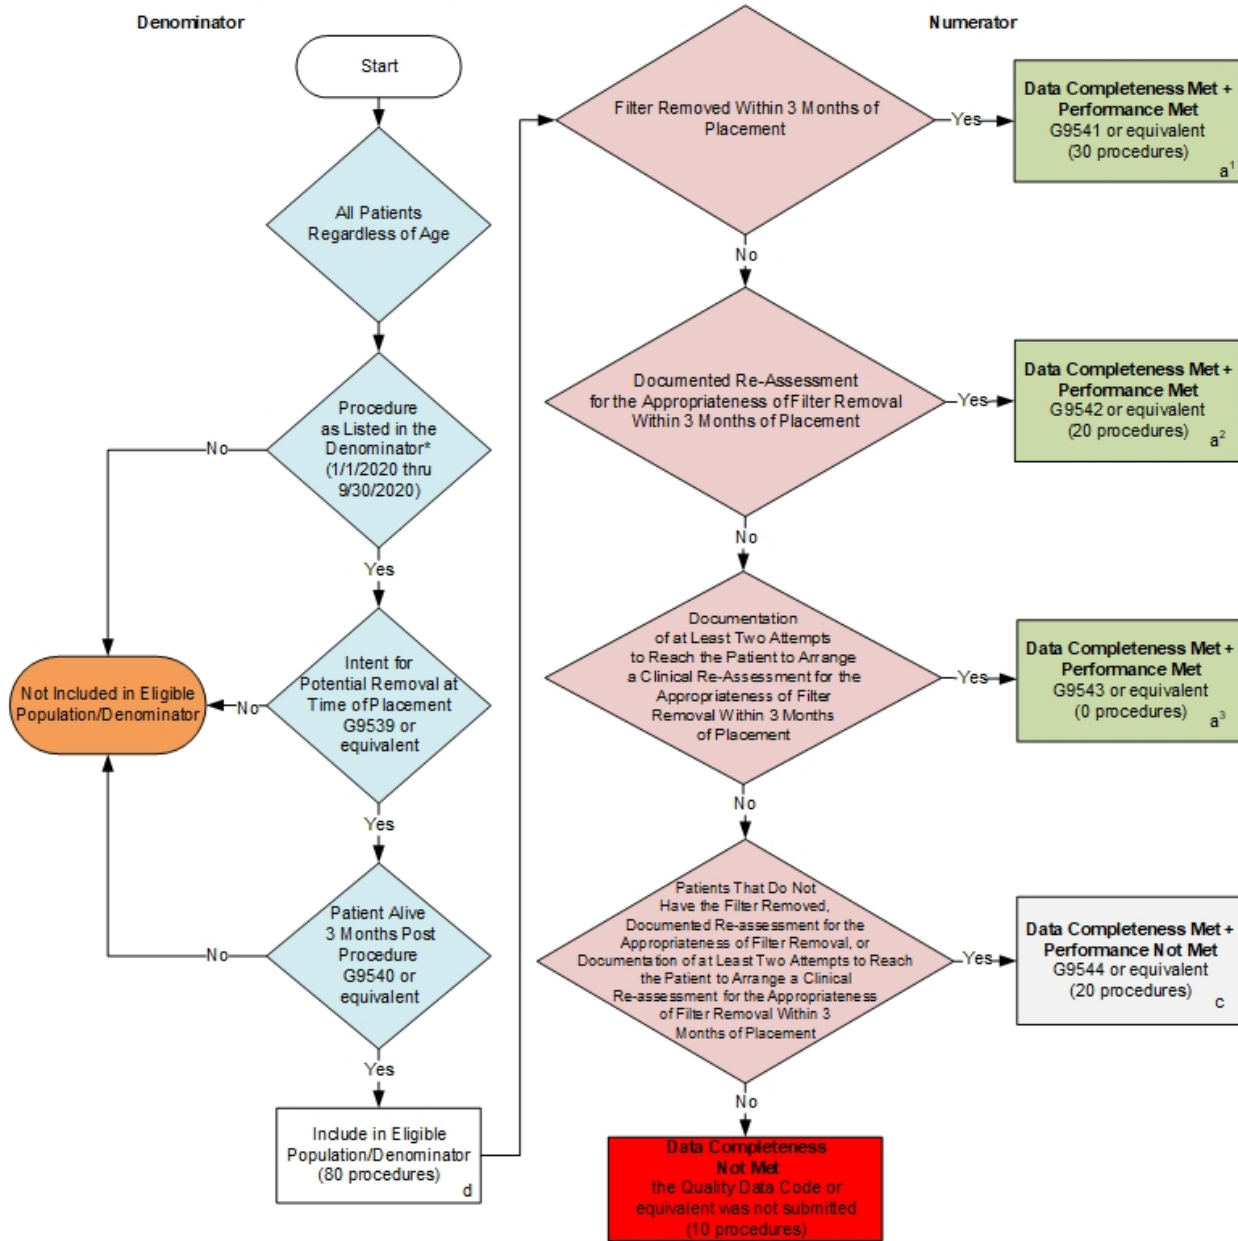 Denominator
Numerator
Start
All Patients
Regardless of Age
Procedure
as Listed in the
Denominator*
(1/1/2020 thru
9/30/2020)
No
Yes
Intent for
Potential Removal at
Time of Placement
G9539 or
equivalent
No
Not Included in Eligible
Population/Denominator
Yes
Patient Alive
3 Months Post
Procedure
G9540 or
equivalent
No
Yes
Include in Eligible
Population/Denominator
(80 procedures)
d
Filter Removed Within 3 Months of
Placement
Yes
Data Completeness Met +
Performance Met
G9541 or equivalent
(30 procedures)
a1
No
Documented Re-Assessment
for the Appropriateness of Filter Removal
Within 3 Months of Placement
Yes
Data Completeness Met +
Performance Met
G9542 or equivalent
(20 procedures)
a2
No
Documentation
of at Least Two Attempts
to Reach the Patient to Arrange
a Clinical Re-Assessment for the
Appropriateness of Filter
Removal Within 3 Months
of Placement
Yes
Data Completeness Met +
Performance Met
G9543 or equivalent
(0 procedures)
a3
No
Patients That Do Not
Have the Filter Removed,
Documented Re-assessment for the
Appropriateness of Filter Removal, or
Documentation of at Least Two Attempts to Reach
the Patient to Arrange a Clinical
Re-assessment for the Appropriateness
of Filter Removal Within 3
Months of Placement
Yes
Data Completeness Met +
Performance Not Met
G9544 or equivalent
(20 procedures)
c
No
Data Completeness
Not Met
the Quality Data Code or
equivalent was not submitted
(10 procedures)